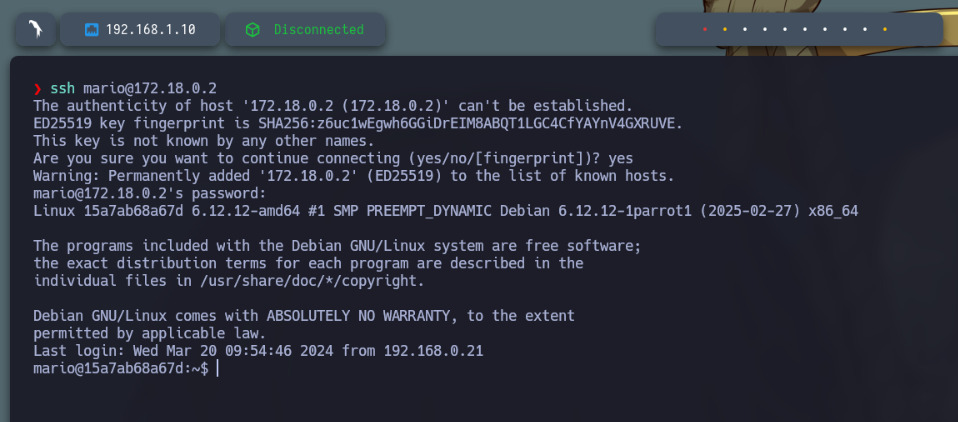 192.168.1.10
Disconnected
❯ ssh mario@172.18.0.2
The authenticity of host '172.18.0.2 (172.18.0.2)' can't be established.
ED25519 key fingerprint is SHA256:z6uc1wEgwh6GGiDrEIM8ABQT1LGC4CfYAYnV4GXRUVE.
This key is not known by any other names.
Are you sure you want to continue connecting (yes/no/[fingerprint])? yes
Warning: Permanently added '172.18.0.2' (ED25519) to the list of known hosts.
mario@172.18.0.2's password:
Linux 15a7ab68a67d 6.12.12-amd64 #1 SMP PREEMPT_DYNAMIC Debian 6.12.12-1parrot1 (2025-02-27) x86_64
The programs included with the Debian GNU/Linux system are free software;
the exact distribution terms for each program are described in the
individual files in /usr/share/doc/*/copyright.
Debian GNU/Linux comes with ABSOLUTELY NO WARRANTY, to the extent
permitted by applicable law.
Last login: Wed Mar 20 09:54:46 2024 from 192.168.0.21
mario@15a7ab68a67d:~$